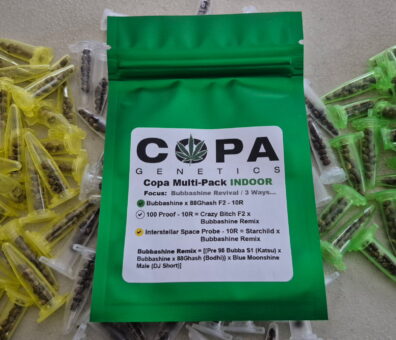 COPA
GENETICS
Copa Multi-Pack INDOOR
Focus: Bubbashine Revival / 3 Ways...
Bubbashine x 88Ghash F2 - 10R
100 Proof - 10R = Crazy Bitch F2 x
Bubbashine Remix
Interstellar Space Probe - 10R = Starchild x
Bubbashine Remix
Bubbashine Remix = [(Pre 98 Bubba S1 (Katsu) x
Bubbashine x 88Ghash (Bodhi)) x Blue Moonshine
Male (DJ Short)]